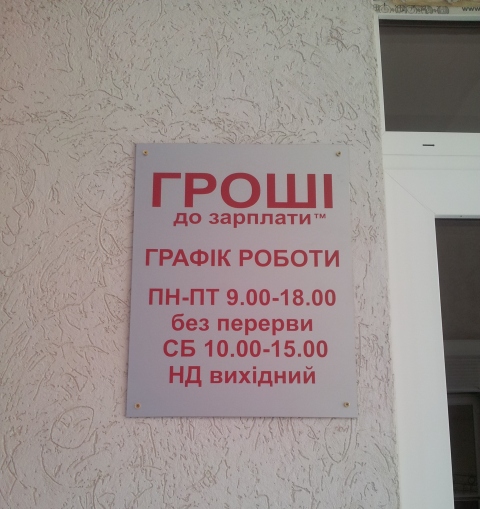 ГРОШІ
до зарплати™
ГРАФІК РОБОТИ
ПН-ПТ 9.00-18.00
без перерви
СБ 10.00-15.00
НД вихідний